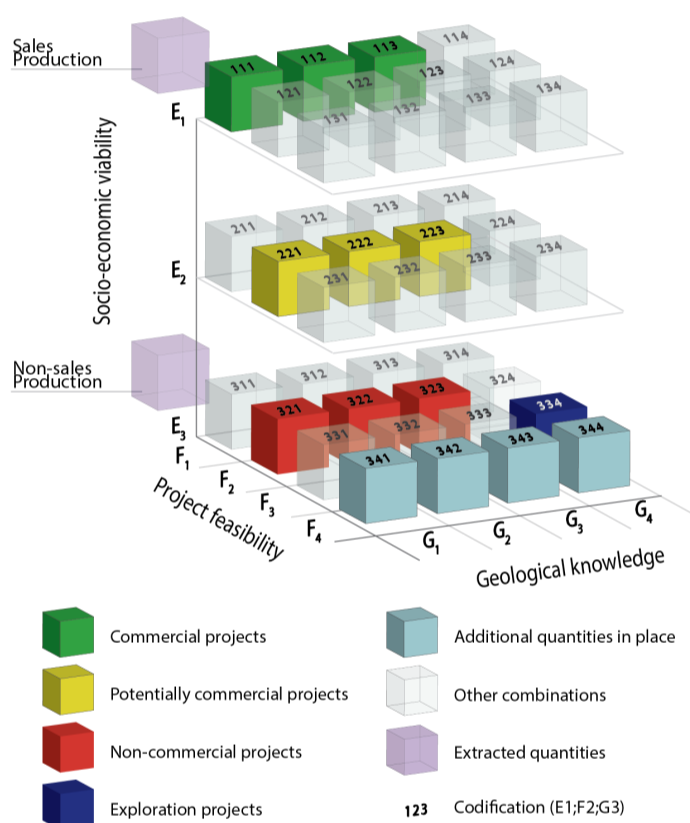 Sales
Production
Socio-economic viability
E1
111
112
113
114
121
122
123
124
131
132
133
134
E2
211
212
213
214
221
222
223
224
231
232
233
234
Non-sales
Production
E3
311
312
313
314
321
322
323
324
331
332
333
334
341
342
343
344
F1
F2
F3
F4
Project feasibility
G1
G2
G3
G4
Geological knowledge
Commercial projects
Potentially commercial projects
Non-commercial projects
Exploration projects
Additional quantities in place
Other combinations
Extracted quantities
123 Codification (E1;F2;G3)